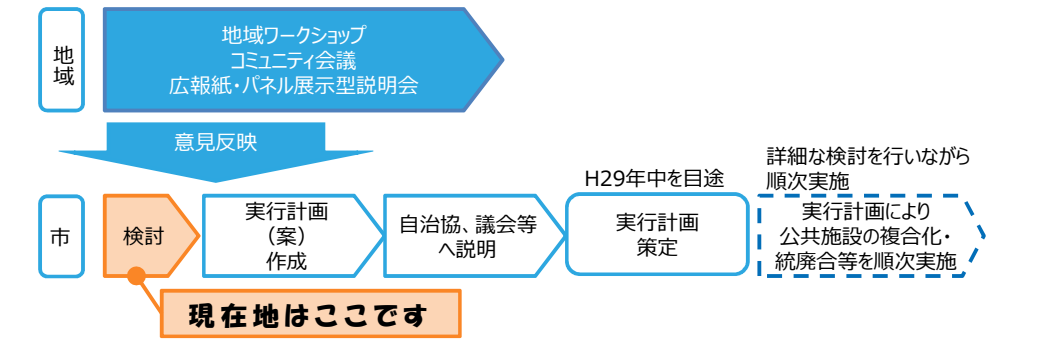 地域
地域ワークショップ
コミュニティ会議
広報紙・パネル展示型説明会
意見反映
市
検討
実行計画
（案）
作成
自治協、議会等
へ説明
H29年中を目途
実行計画
策定
詳細な検討を行いながら
順次実施
実行計画により
公共施設の複合化・
統廃合等を順次実施
現在地はここです